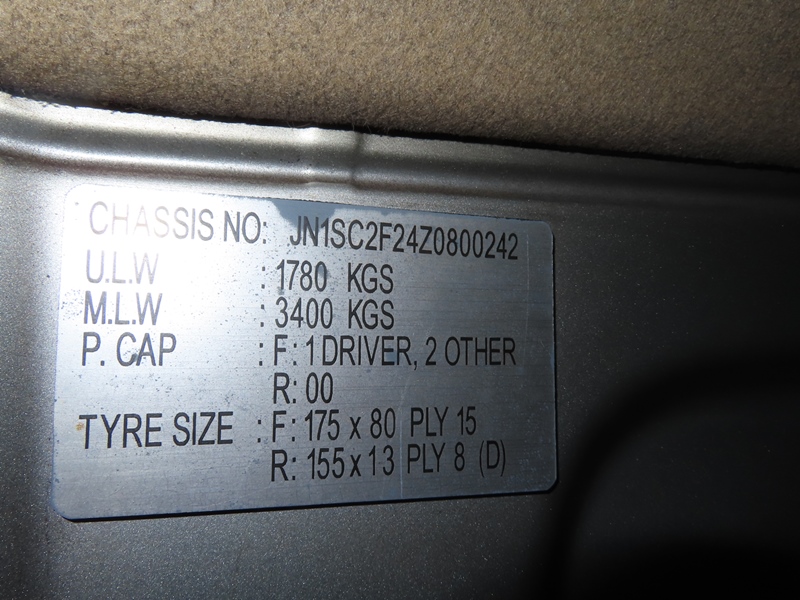 CHASSIS NO: JN1SC2F24Z0800242
U.L.W : 1780 KGS
M.L.W : 3400 KGS
P. CAP : F: 1 DRIVER, 2 OTHER
R: 00
TYRE SIZE : F: 175 x 80 PLY 15
R: 155 x 13 PLY 8 (D)